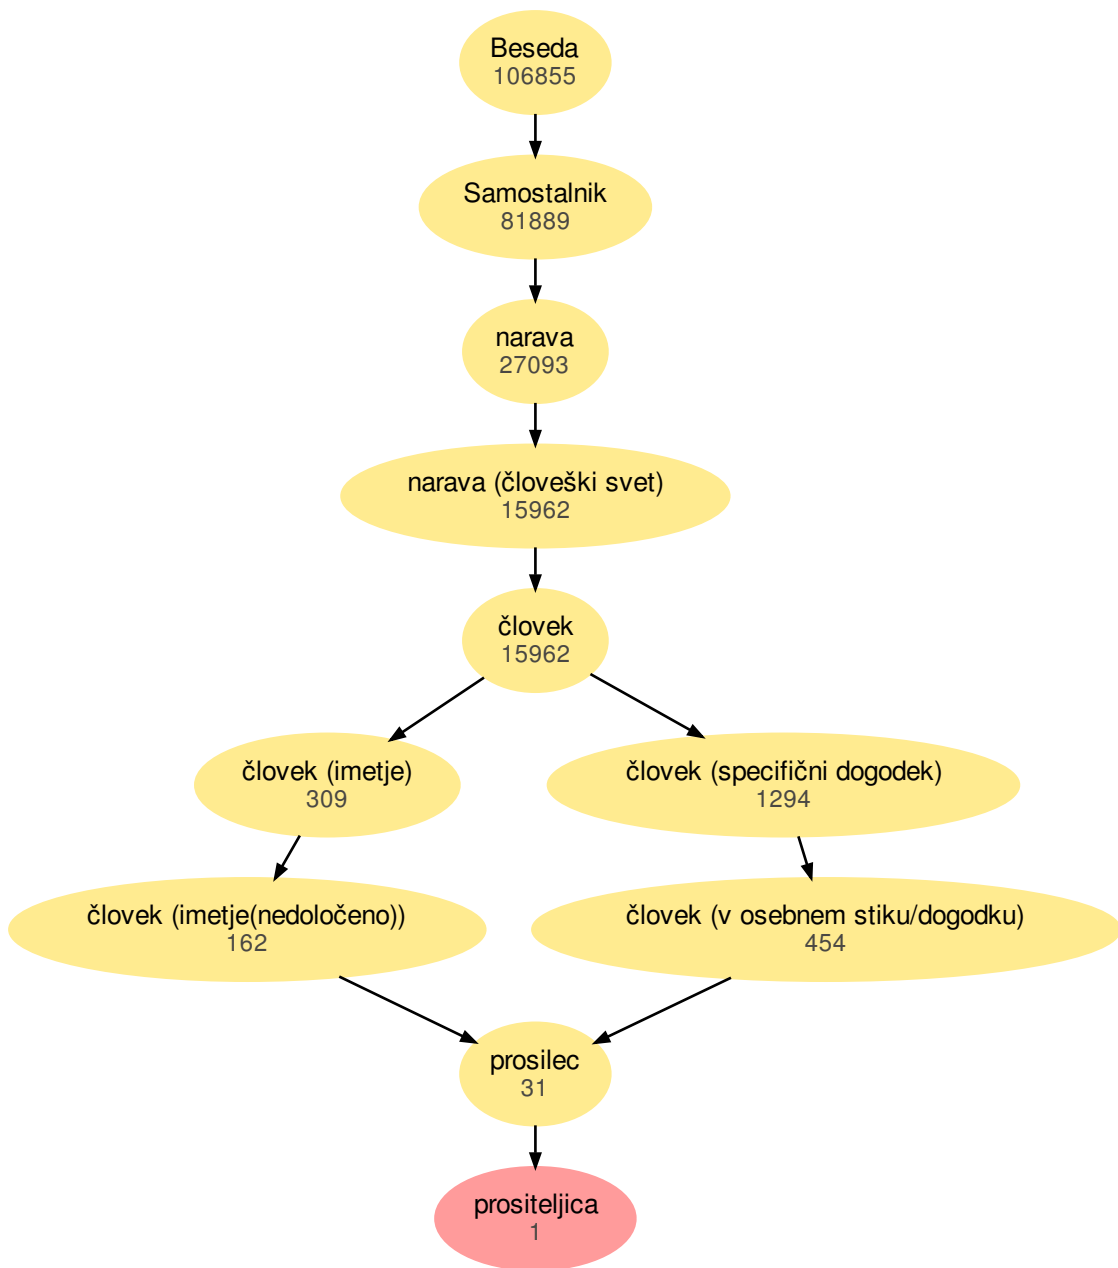 Beseda
106855
Samostalnik
81889
narava
27093
narava (človeški svet)
15962
človek
15962
človek (imetje)
309
človek (specifični dogodek)
1294
človek (imetje(nedoločeno))
162
človek (v osebnem stiku/dogodku)
454
prosilec
31
prositeljica
1